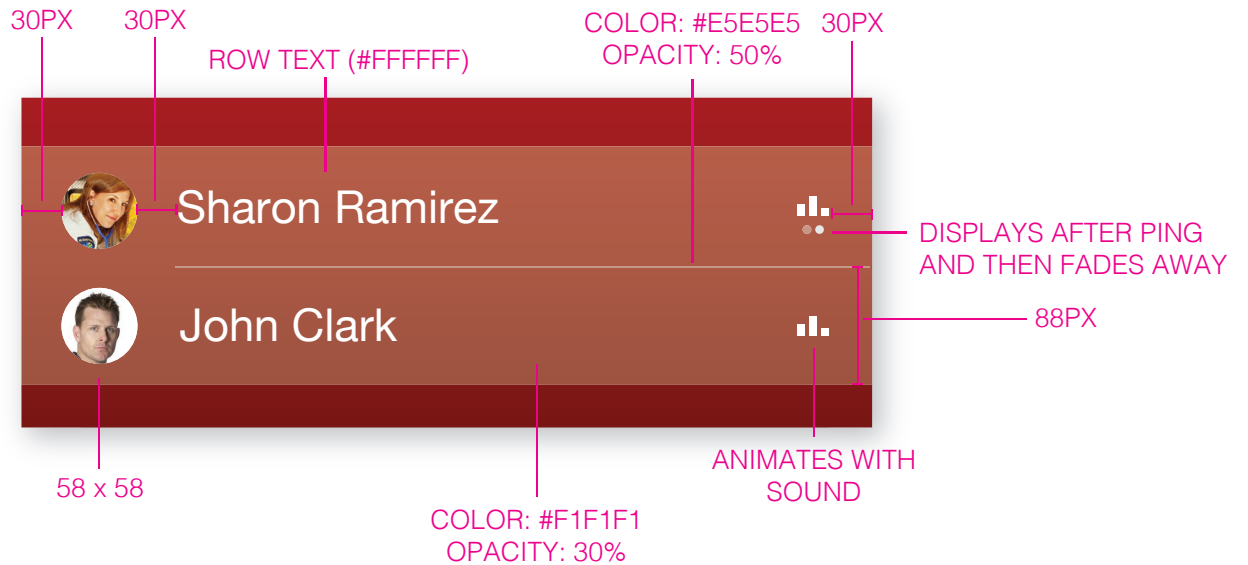 30PX
30PX
COLOR: #E5E5E5
OPACITY: 50%
30PX
ROW TEXT (#FFFFFF)
Sharon Ramirez
DISPLAYS AFTER PING
AND THEN FADES AWAY
88PX
John Clark
58 x 58
ANIMATES WITH
SOUND
COLOR: #F1F1F1
OPACITY: 30%